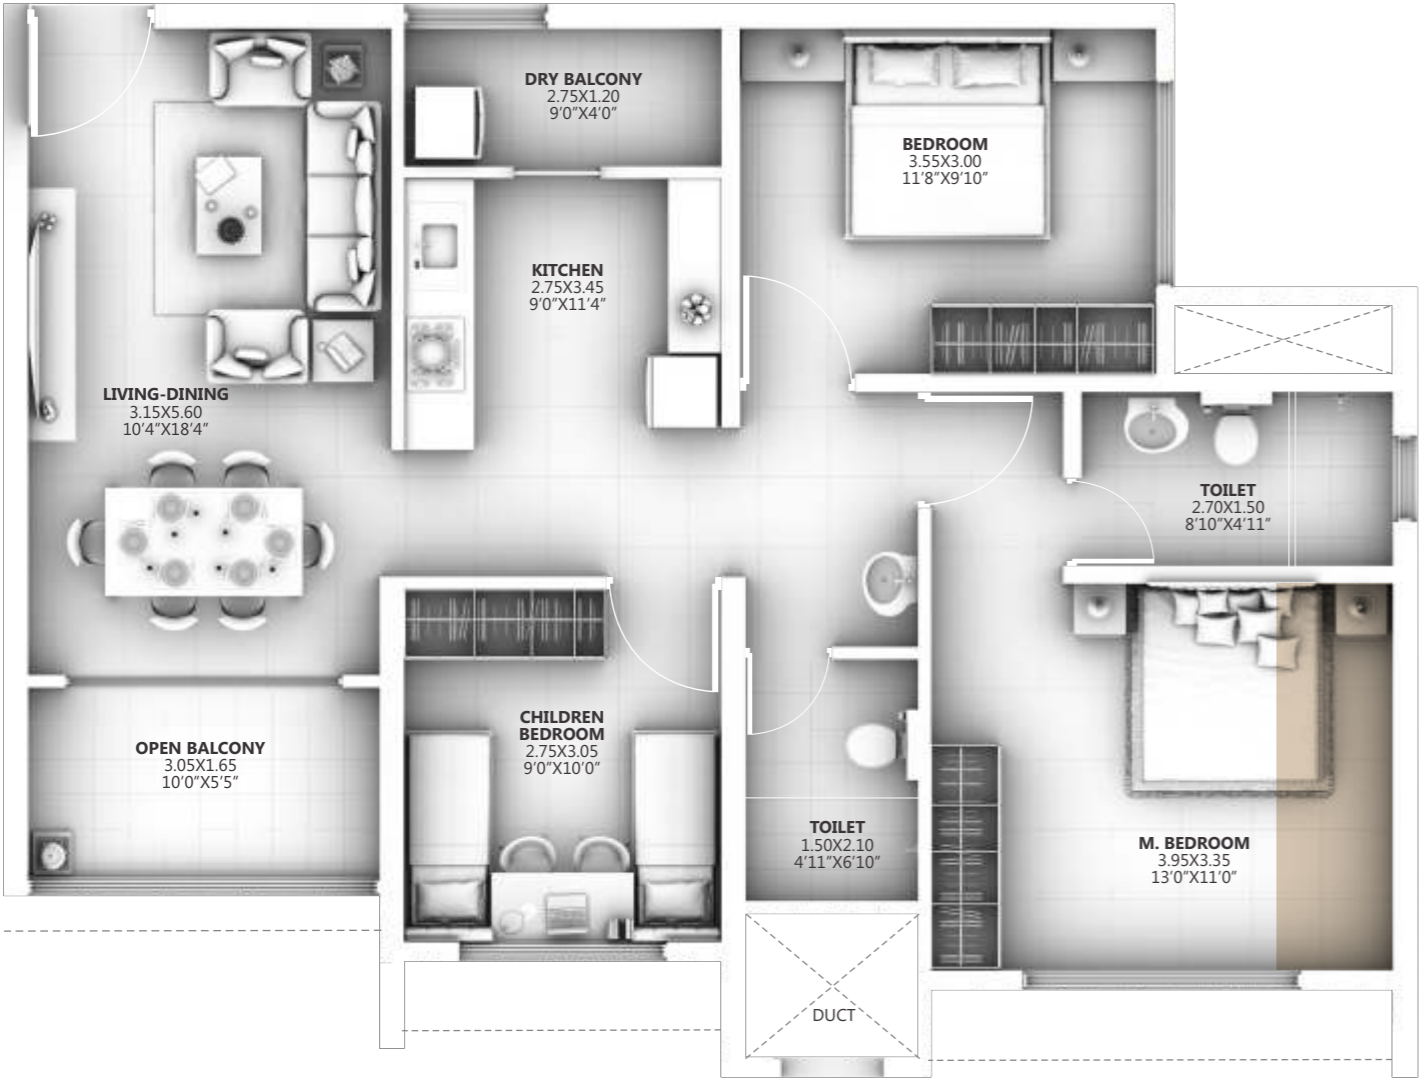 DRY BALCONY
2.75X1.20
9'0"X4'0"
BEDROOM
3.55X3.00
11'8"X9'10"
KITCHEN
2.75X3.45
9'0"X11'4"
LIVING-DINING
3.15X5.60
10'4"X18'4"
TOILET
2.70X1.50
8'10"X4'11"
OPEN BALCONY
3.05X1.65
10'0"X5'5"
CHILDREN
BEDROOM
2.75X3.05
9'0"X10'0"
TOILET
1.50X2.10
4'11"X6'10"
M. BEDROOM
3.95X3.35
13'0"X11'0"
DUCT